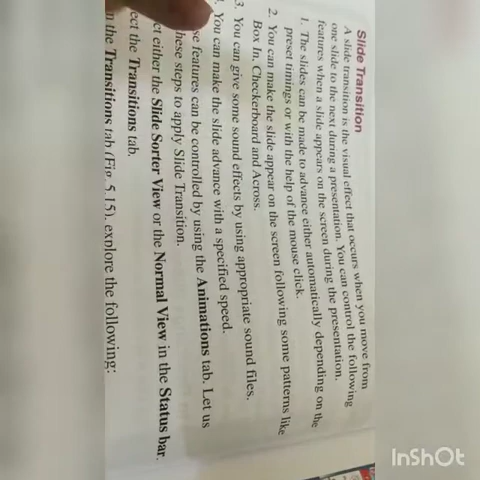 Slide Transition
A slide transition is the visual effect that occurs when you move from
one slide to the next during a presentation. You can control the following
features when a slide appears on the screen during the presentation.
1. The slides can be made to advance either automatically depending on the
preset timings or with the help of the mouse click.
2. You can make the slide appear on the screen following some patterns like
Box In, Checkerboard and Across.
3. You can give some sound effects by using appropriate sound files.
You can make the slide advance with a specified speed.
se features can be controlled by using the Animations tab. Let us
hese steps to apply Slide Transition.
ct either the Slide Sorter View or the Normal View in the Status bar.
ect the Transitions tab.
n the Transitions tab (Fig. 5.15), explore the following:
InShOt